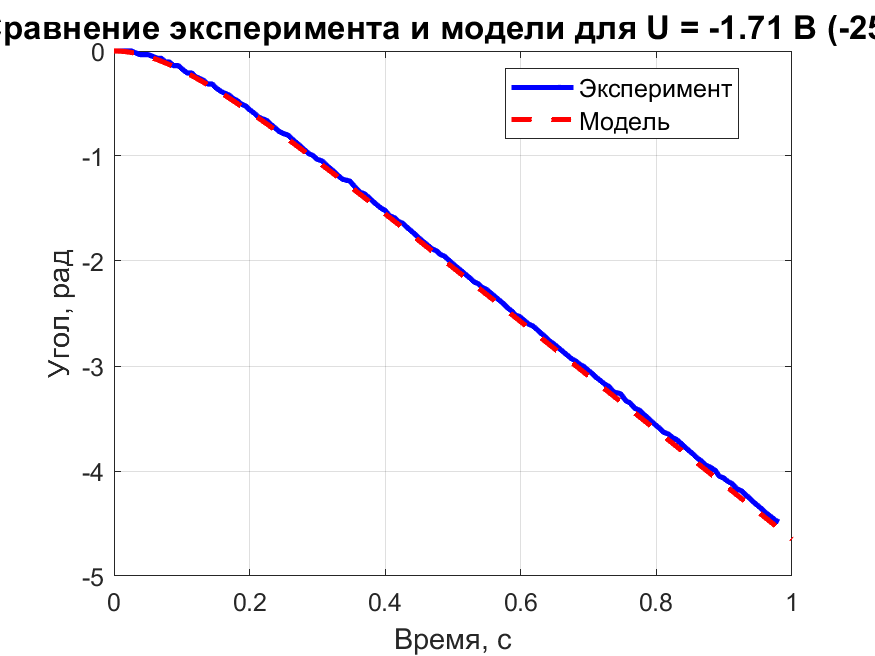 равнение эксперимента и модели для U = -1.71 В (-25
Эксперимент
Модель
0
-1
-2
-3
-4
-5
Угол, рад
0
0.2
0.4
0.6
0.8
1
Время, с